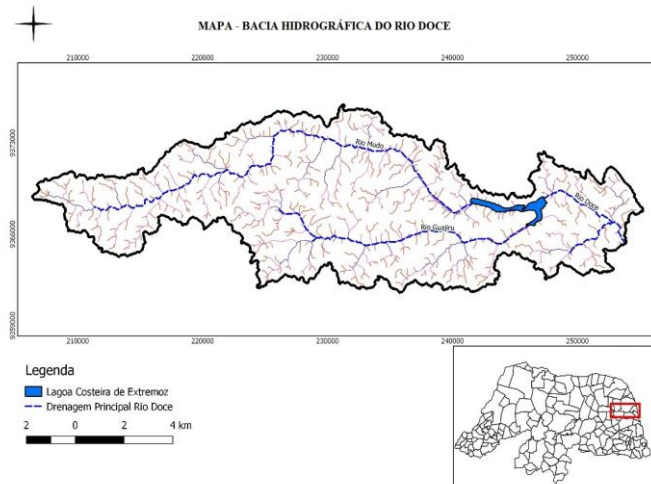 MAPA - BACIA HIDROGRÁFICA DO RIO DOCE
210000 220000 230000 240000 250000
9373000
9366000
9359000
Rio Mudo
Rio Doce
Rio Guajiru
210000 220000 230000 240000 250000
Legenda
Lagoa Costeira de Extremoz
Drenagem Principal Rio Doce
2 0 2 4 km